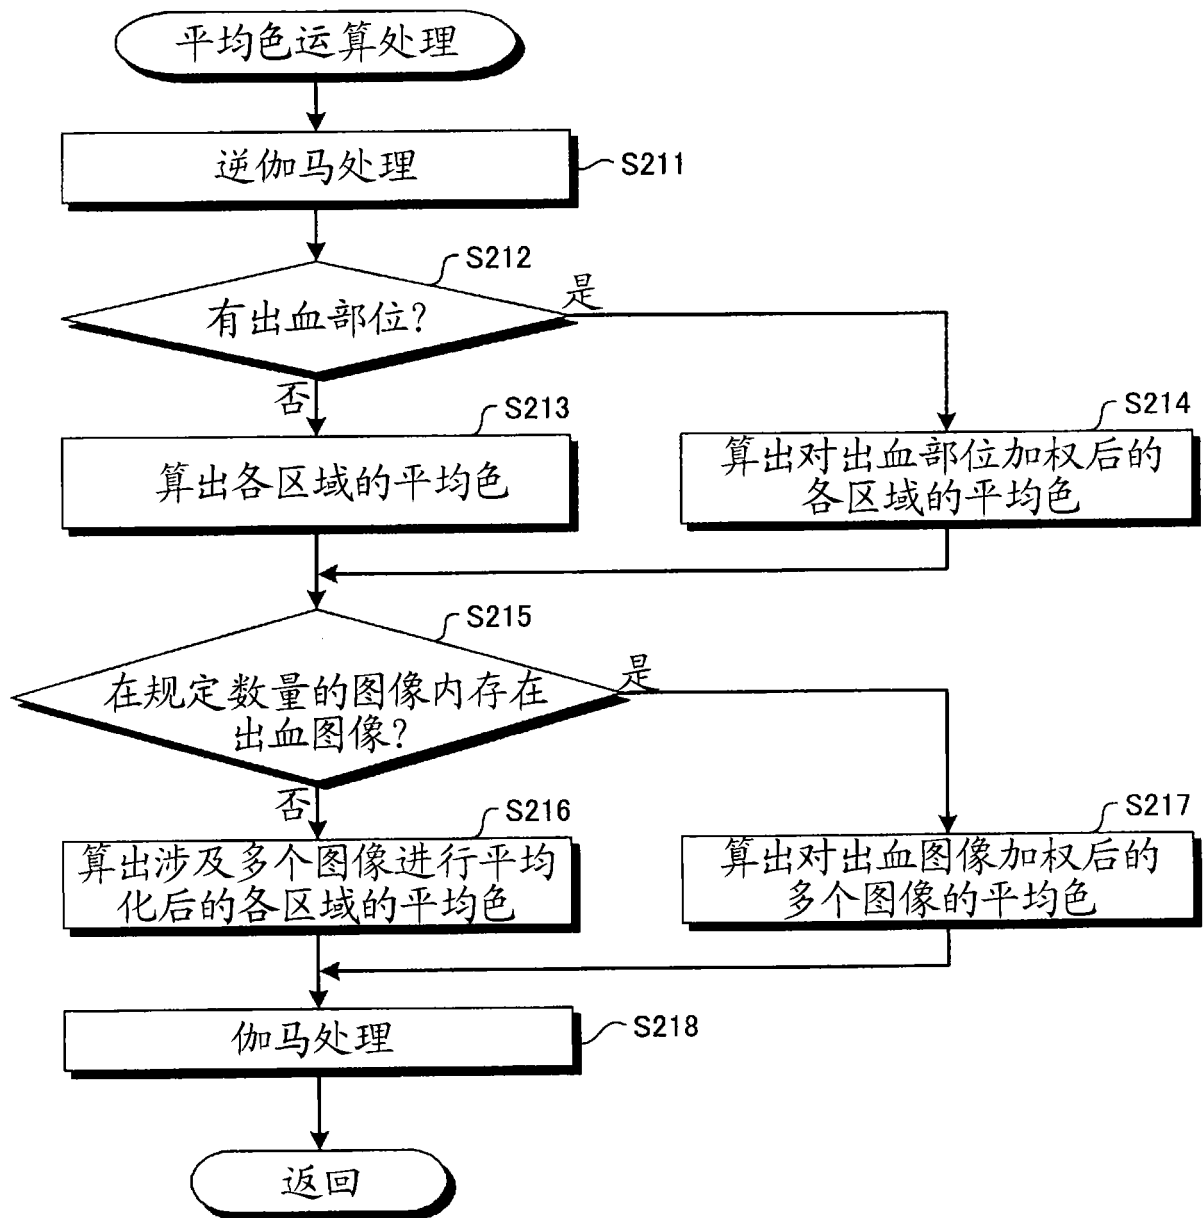 平均色运算处理
逆伽马处理
S211
S212
有出血部位?
是
否
S213
算出各区域的平均色
S214
算出对出血部位加权后的
各区域的平均色
S215
在规定数量的图像内存在
出血图像?
是
否
S216
算出涉及多个图像进行平均
化后的各区域的平均色
S217
算出对出血图像加权后的
多个图像的平均色
伽马处理
S218
返回